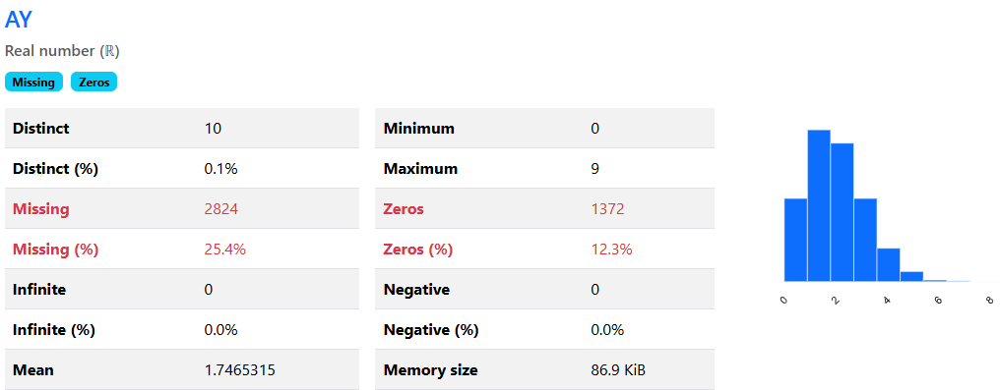 AY
Real number (ℝ)
Missing Zeros
Distinct 10 Minimum 0
Distinct (%) 0.1% Maximum 9
Missing 2824 Zeros 1372
Missing (%) 25.4% Zeros (%) 12.3%
Infinite 0 Negative 0
Infinite (%) 0.0% Negative (%) 0.0%
Mean 1.7465315 Memory size 86.9 KiB
0 2 4 6 8